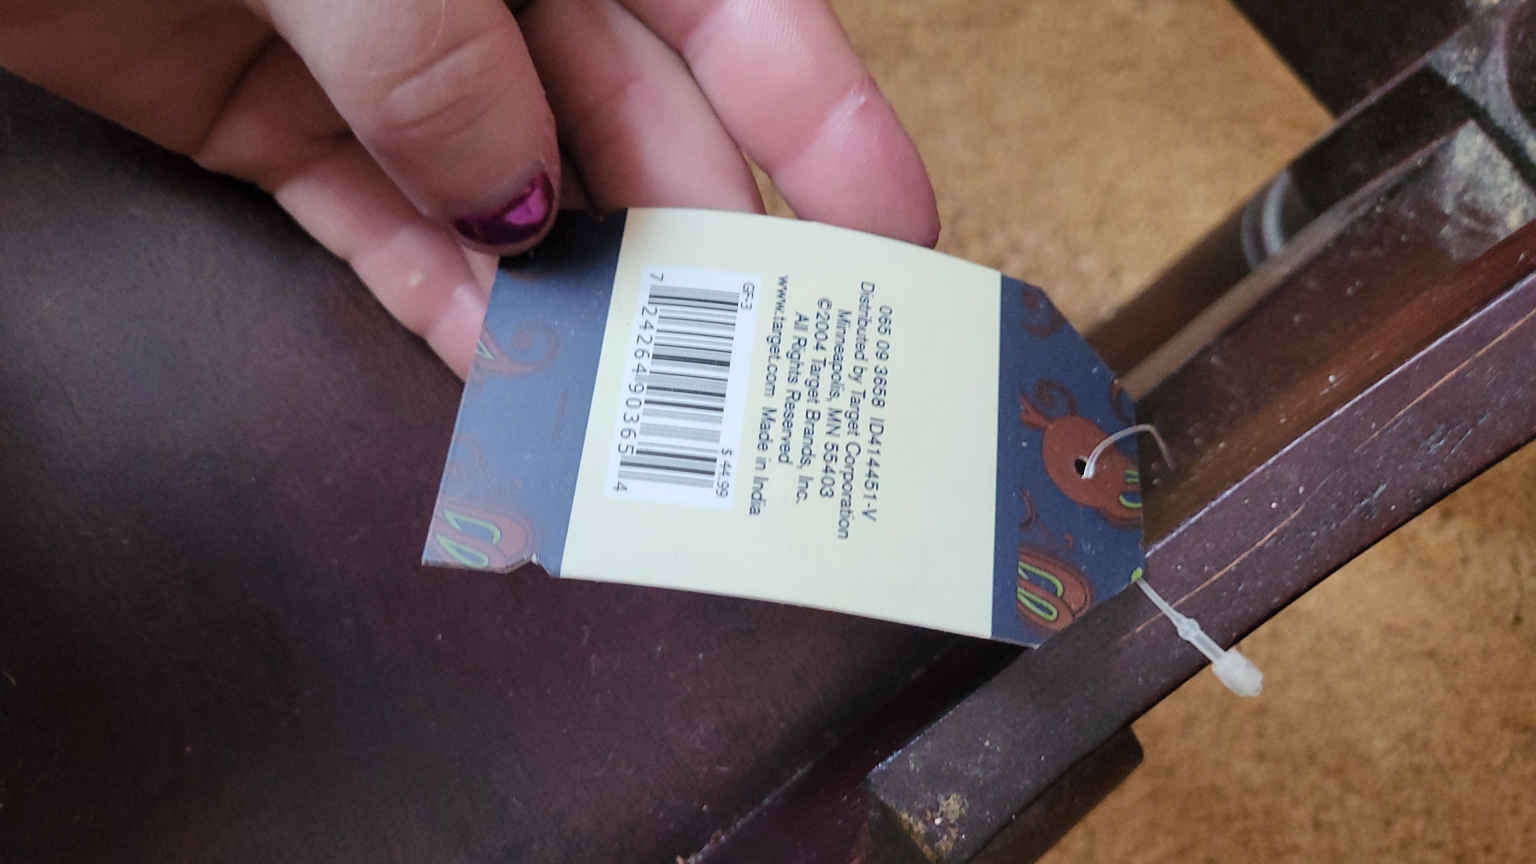 065 09 3658 ID414451-V
Distributed by Target Corporation
Minneapolis, MN 55403
©2004 Target Brands, Inc.
All Rights Reserved
www.target.com Made in India
GF-3
$ 44.99
7 24264 90365 4